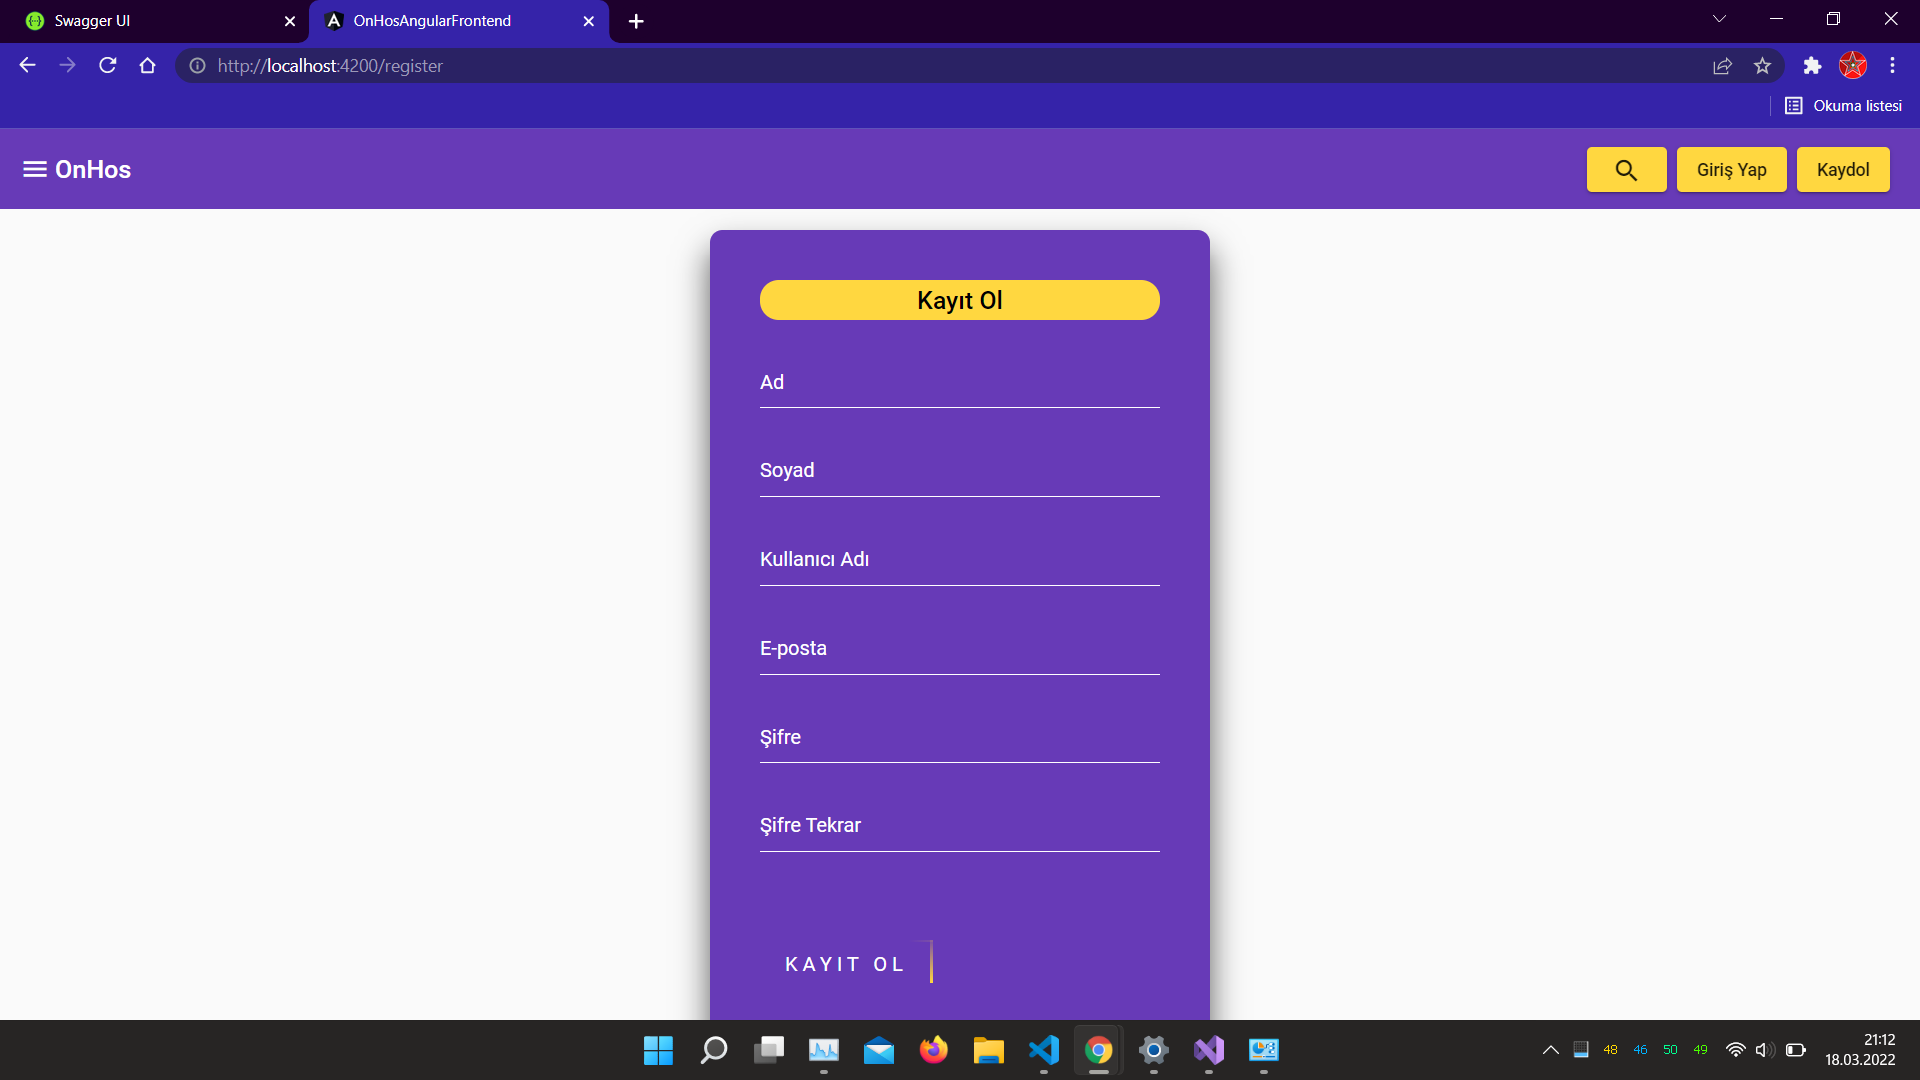 Swagger UI
OnHosAngularFrontend
http://localhost:4200/register
Okuma listesi
OnHos
Giriş Yap
Kaydol
Kayıt Ol
Ad
Soyad
Kullanıcı Adı
E-posta
Şifre
Şifre Tekrar
KAYIT OL
48 46 50 49
21:12
18.03.2022